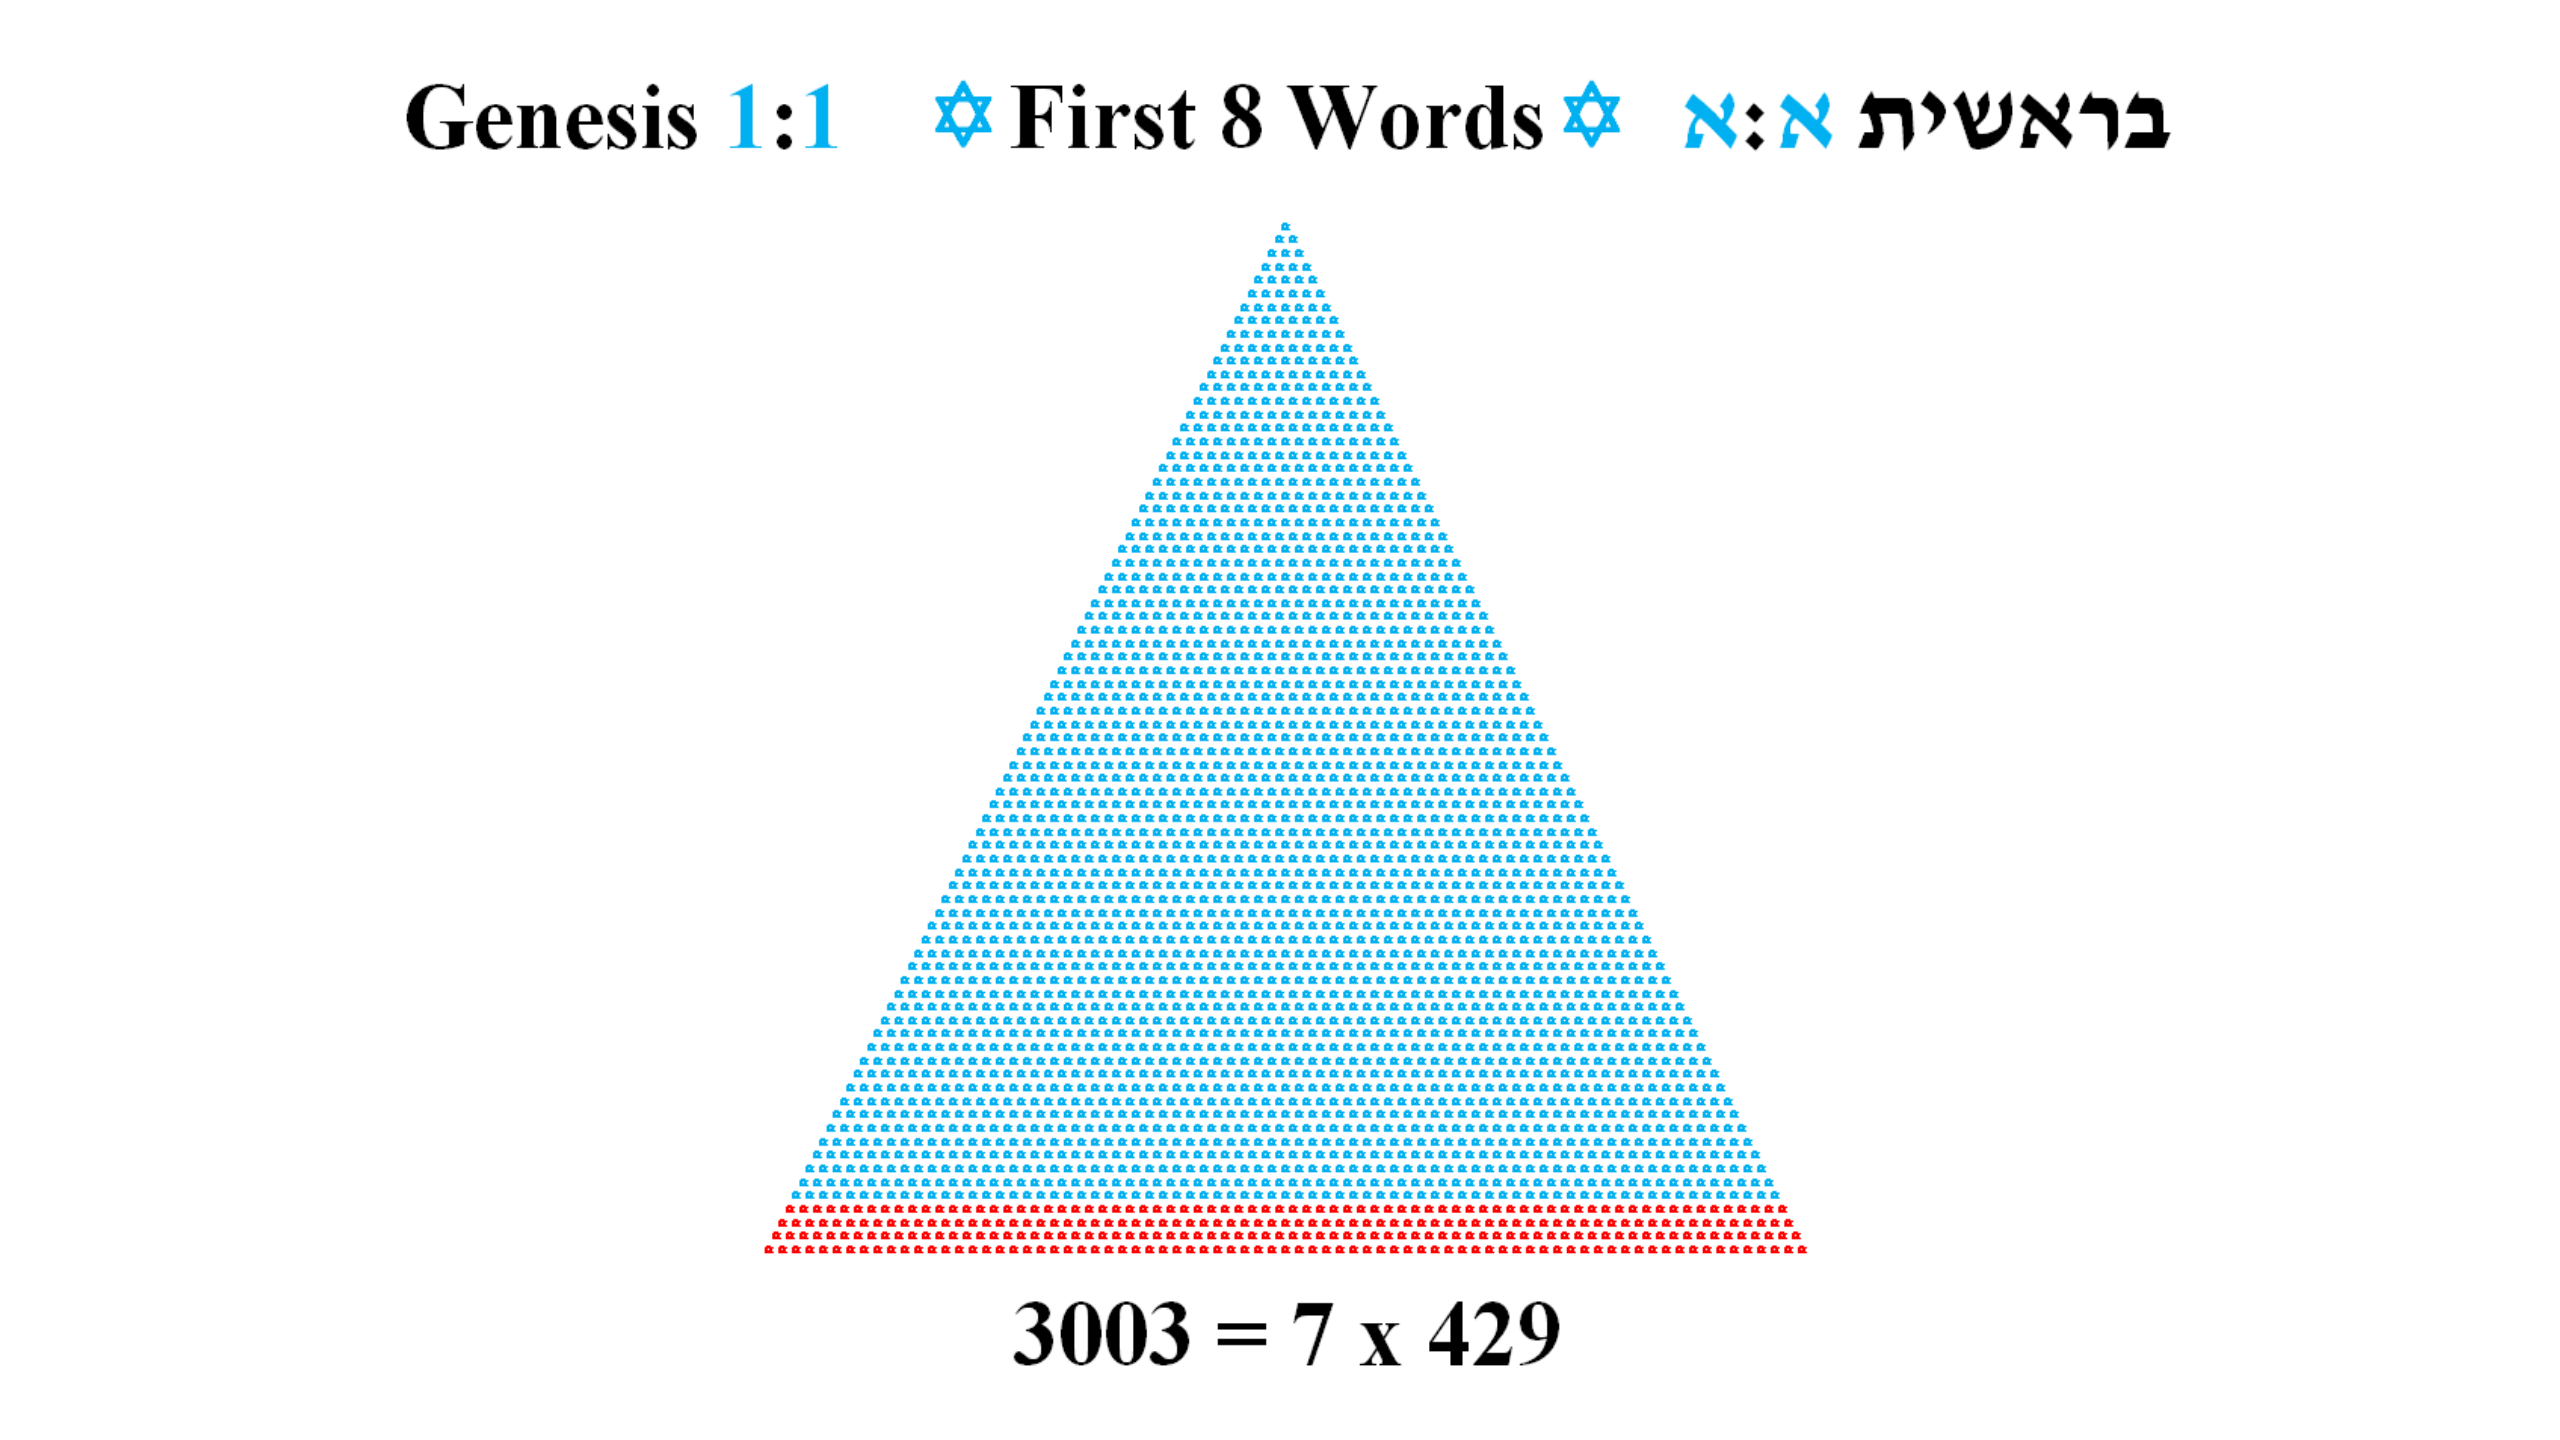 Genesis 1:1 ✡ First 8 Words ✡ בראשית א:א
3003 = 7 x 429